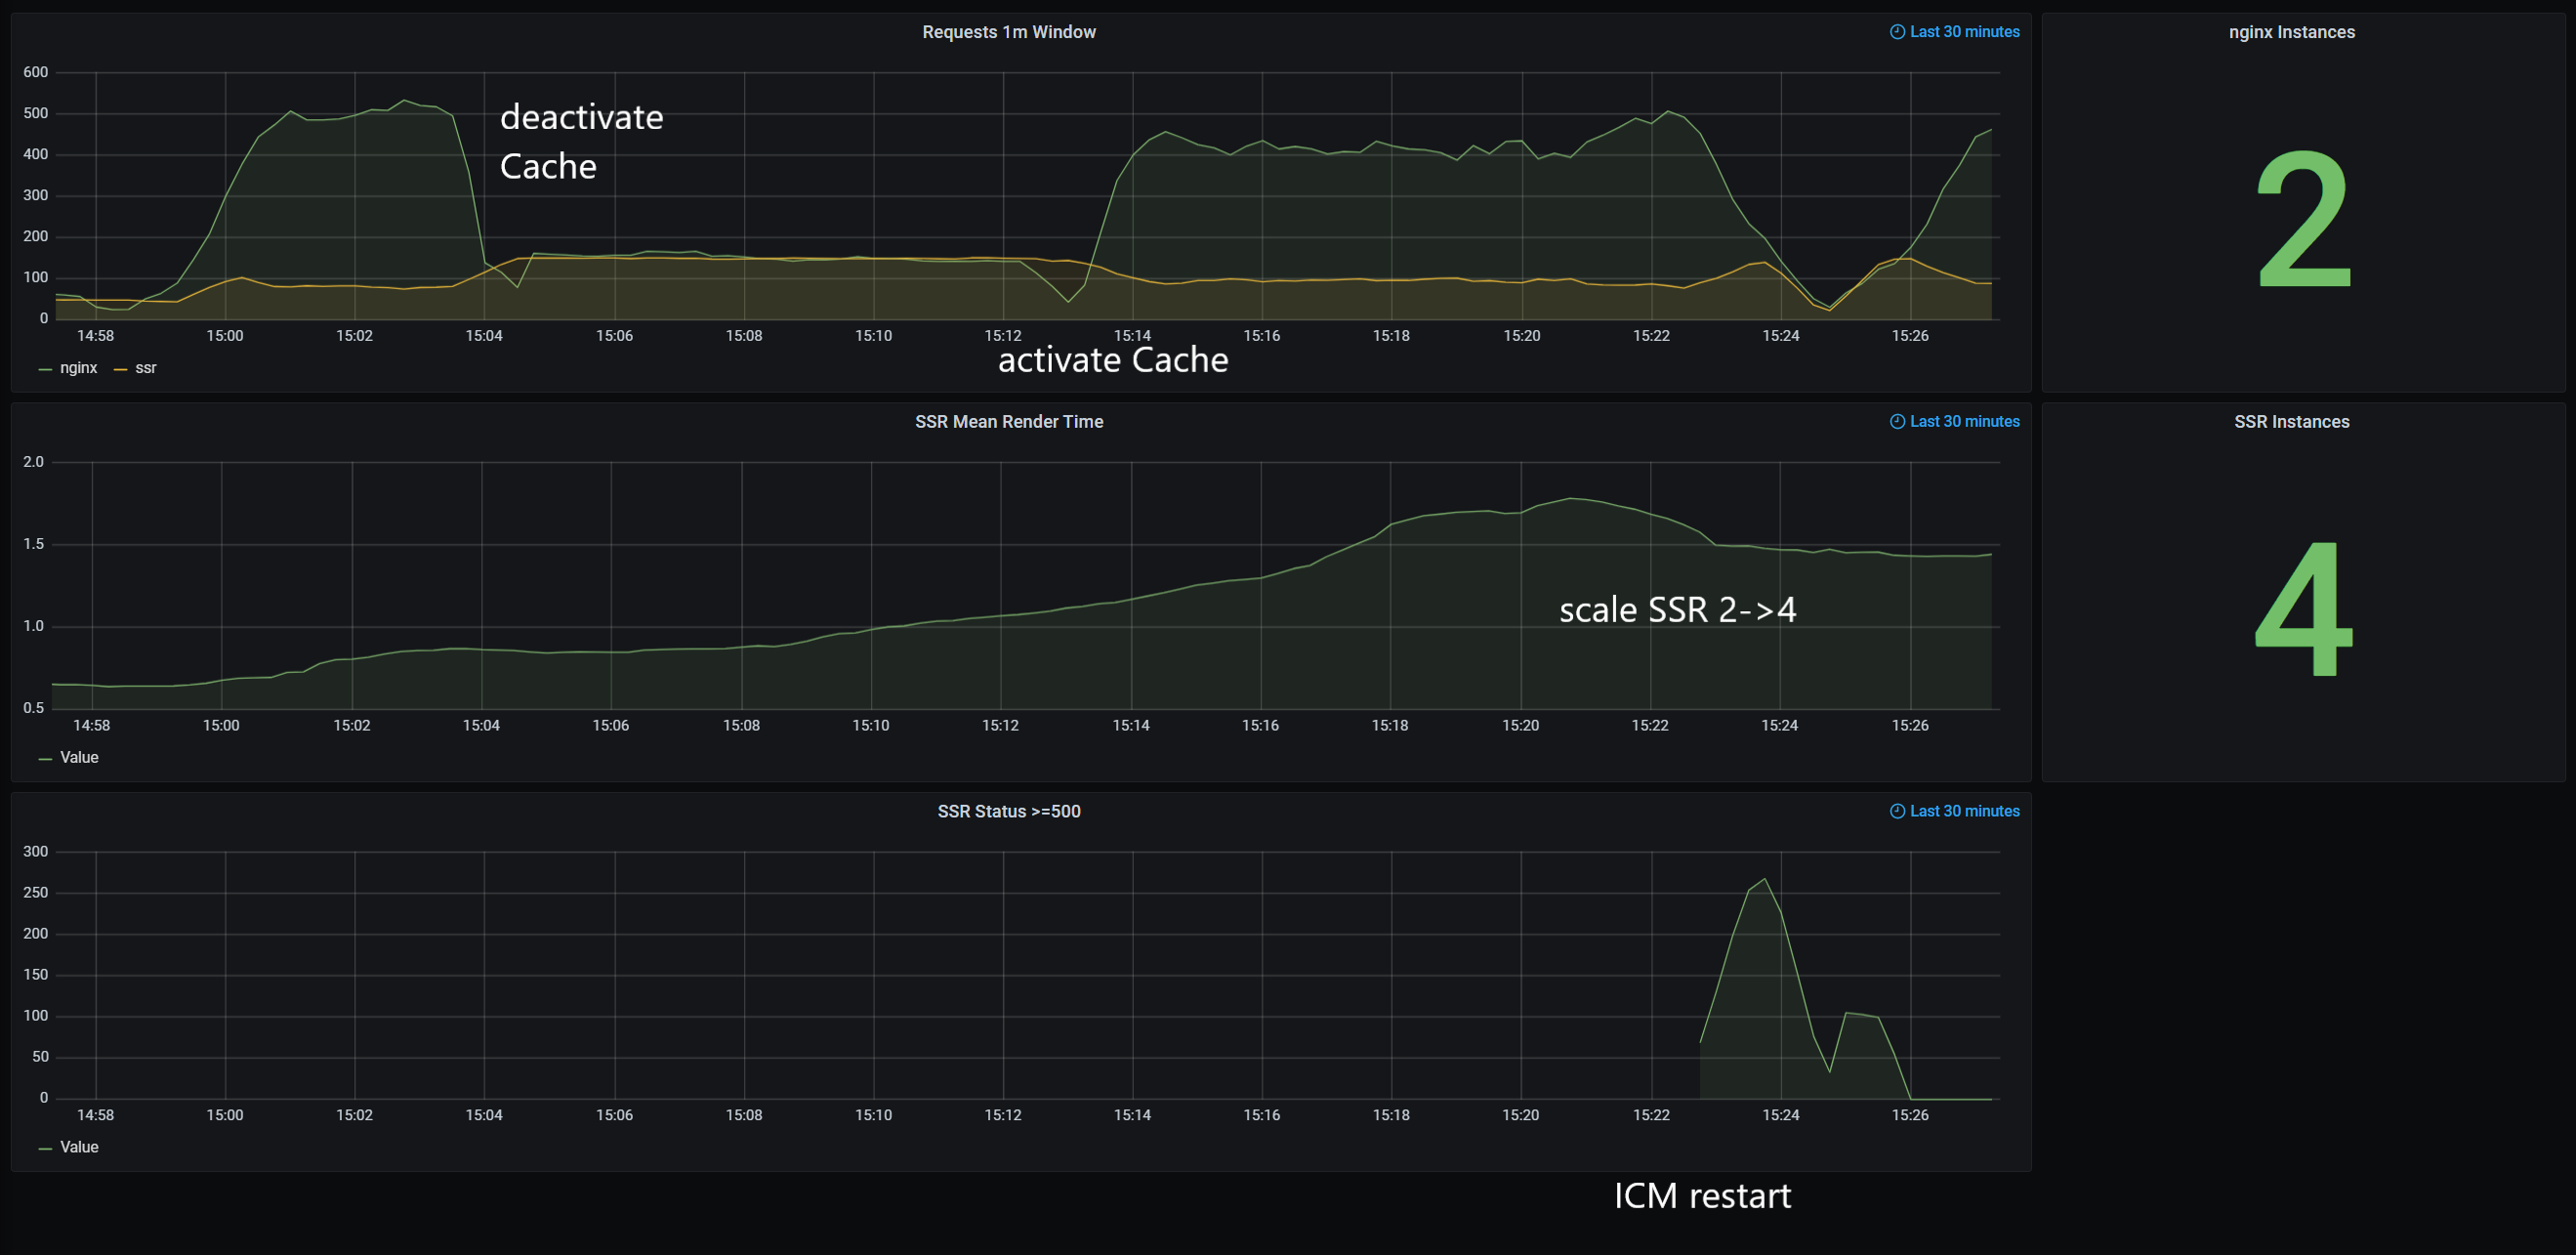 Requests 1m Window
Last 30 minutes
600
500
400
300
200
100
0
deactivate
Cache
14:58 15:00 15:02 15:04 15:06 15:08 15:10 15:12 15:14 15:16 15:18 15:20 15:22 15:24 15:26
activate Cache
nginx ssr
nginx Instances
2
SSR Mean Render Time
Last 30 minutes
2.0
1.5
1.0
0.5
scale SSR 2->4
14:58 15:00 15:02 15:04 15:06 15:08 15:10 15:12 15:14 15:16 15:18 15:20 15:22 15:24 15:26
Value
SSR Instances
4
SSR Status >=500
Last 30 minutes
300
250
200
150
100
50
0
14:58 15:00 15:02 15:04 15:06 15:08 15:10 15:12 15:14 15:16 15:18 15:20 15:22 15:24 15:26
Value
ICM restart